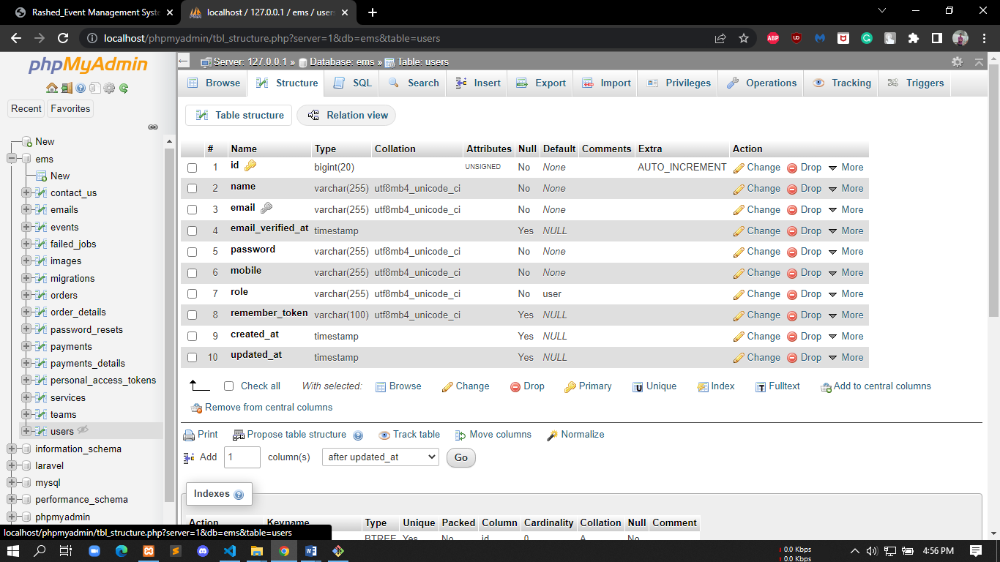 Rashed_Event Management Syste
localhost / 127.0.0.1 / ems / users
localhost/phpmyadmin/tbl_structure.php?server=1&db=ems&table=users
phpMyAdmin
Recent Favorites
New
ems
New
contact_us
emails
events
failed_jobs
images
migrations
orders
order_details
password_resets
payments
payments_details
personal_access_tokens
services
teams
users
information_schema
laravel
mysql
performance_schema
phpmyadmin
Server: 127.0.0.1 » Database: ems » Table: users
Browse Structure SQL Search Insert Export Import Privileges Operations Tracking Triggers
Table structure Relation view
# Name Type Collation Attributes Null Default Comments Extra Action
1 id bigint(20) UNSIGNED No None AUTO_INCREMENT Change Drop More
2 name varchar(255) utf8mb4_unicode_ci No None Change Drop More
3 email varchar(255) utf8mb4_unicode_ci No None Change Drop More
4 email_verified_at timestamp Yes NULL Change Drop More
5 password varchar(255) utf8mb4_unicode_ci No None Change Drop More
6 mobile varchar(255) utf8mb4_unicode_ci No None Change Drop More
7 role varchar(255) utf8mb4_unicode_ci No user Change Drop More
8 remember_token varchar(100) utf8mb4_unicode_ci Yes NULL Change Drop More
9 created_at timestamp Yes NULL Change Drop More
10 updated_at timestamp Yes NULL Change Drop More
Check all With selected: Browse Change Drop Primary Unique Index Fulltext Add to central columns
Remove from central columns
Print Propose table structure Track table Move columns Normalize
Add 1 column(s) after updated_at Go
Indexes
Action Keyname Type Unique Packed Column Cardinality Collation Null Comment
BTREE Yes No id 0 A No
localhost/phpmyadmin/tbl_structure.php?server=1&db=ems&table=users
0.0 Kbps
0.0 Kbps
4:56 PM